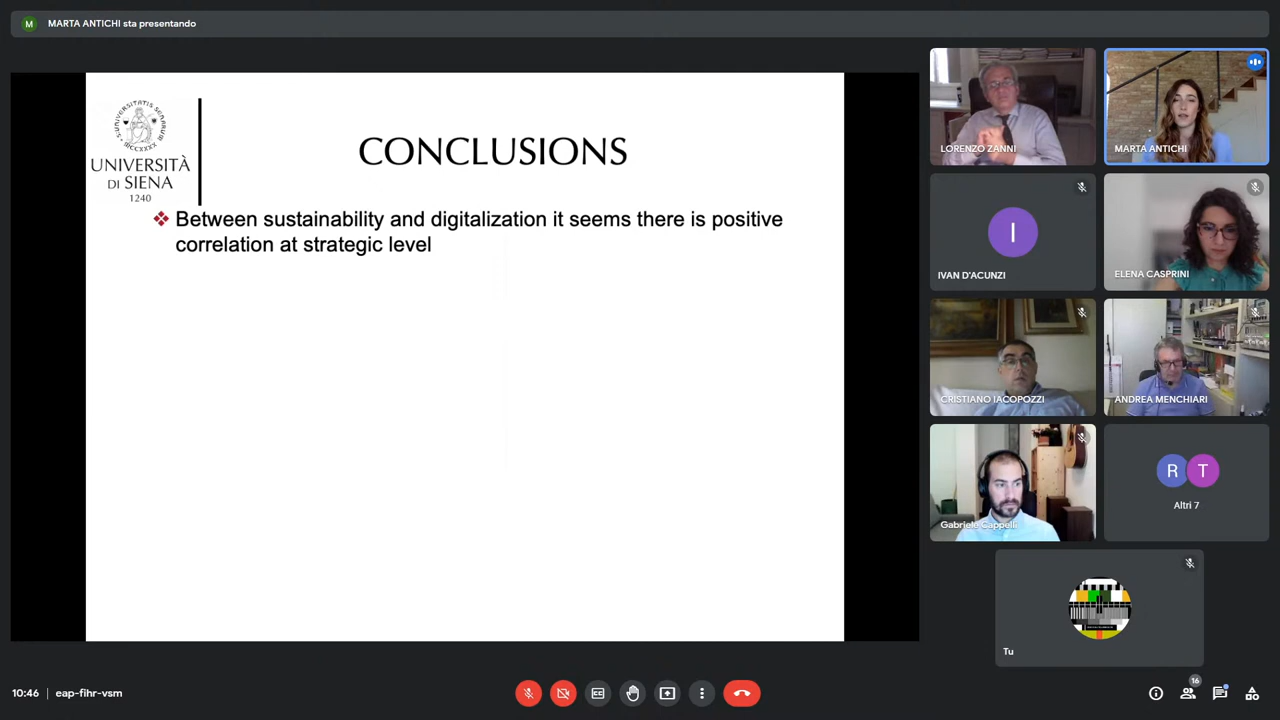 M MARTA ANTICHI sta presentando
UNIVERSITÀ
DI SIENA
1240
CONCLUSIONS
❖ Between sustainability and digitalization it seems there is positive
correlation at strategic level
LORENZO ZANNI
MARTA ANTICHI
I
IVAN D'ACUNZI
ELENA CASPRINI
CRISTIANO IACOPOZZI
ANDREA MENCHIARI
Gabriele Cappelli
R T
Altri 7
Tu
10:46 | eap-fihr-vsm
16